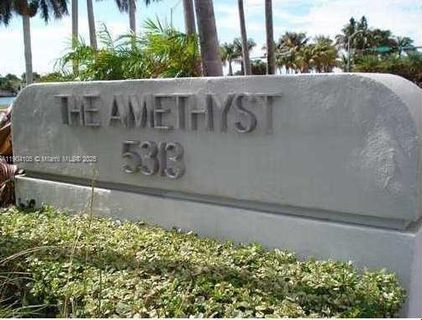 THE AMETHYST
5313
A11904105 © Miami MLS® 2025